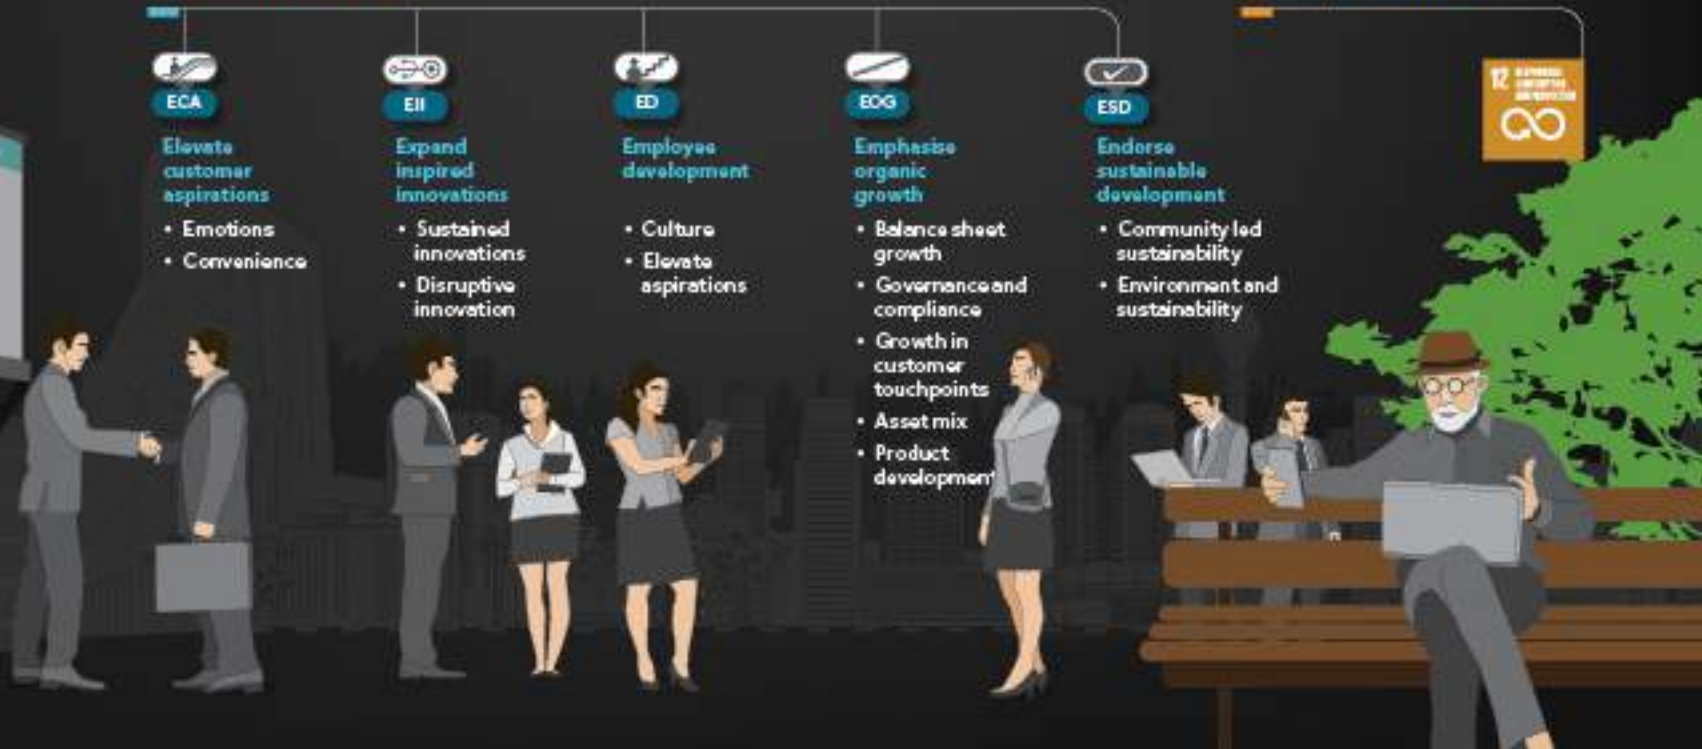 ECA
Elevate
customer
aspirations
• Emotions
• Convenience
EII
Expand
inspired
innovations
• Sustained
innovations
• Disruptive
innovation
ED
Employee
development
• Culture
• Elevate
aspirations
EOG
Emphasise
organic
growth
• Balance sheet
growth
• Governance and
compliance
• Growth in
customer
touchpoints
• Asset mix
• Product
development
ESD
Endorse
sustainable
development
• Community led
sustainability
• Environment and
sustainability
12